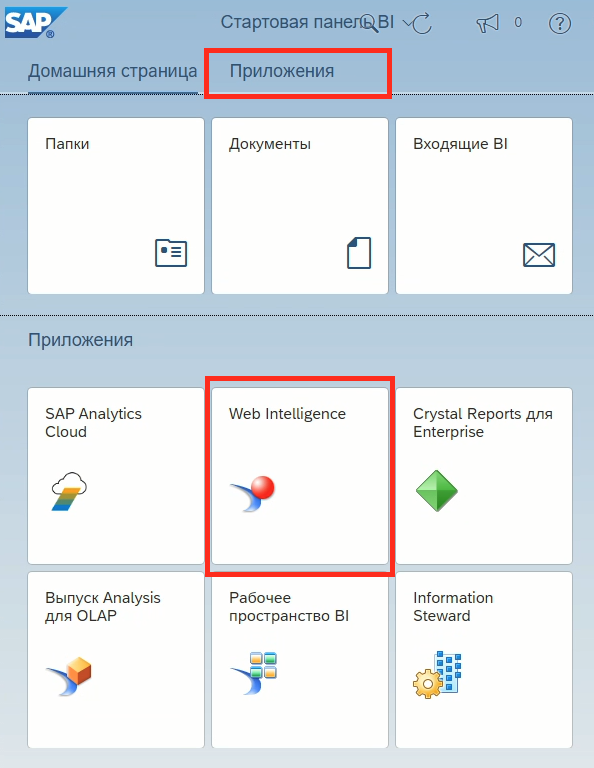 SAP®
Стартовая панель BI
0
Домашняя страница
Приложения
Папки
Документы
Входящие BI
Приложения
SAP Analytics
Cloud
Web Intelligence
Crystal Reports для
Enterprise
Выпуск Analysis
для OLAP
Рабочее
пространство BI
Information
Steward